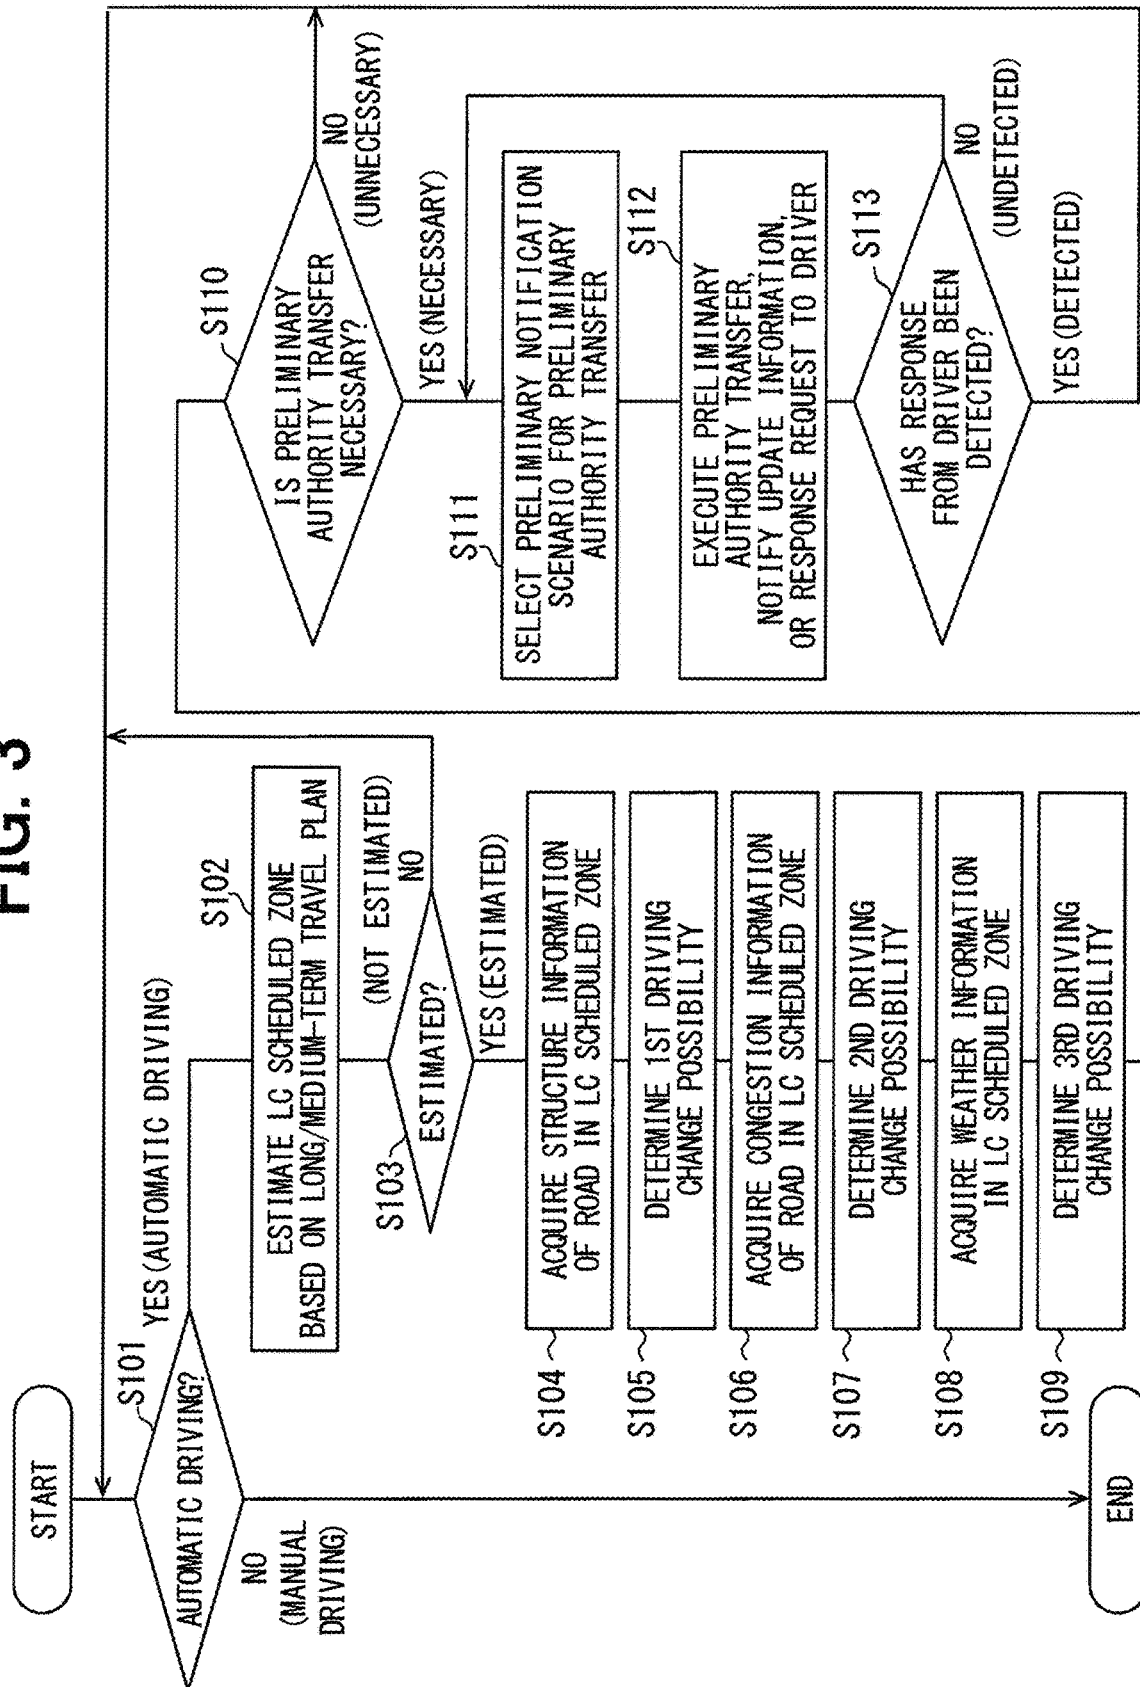 FIG. 3
START
S101
AUTOMATIC DRIVING?
YES(AUTOMATIC DRIVING)
NO
(MANUAL
DRIVING)
S102
ESTIMATE LC SCHEDULED ZONE
BASED ON LONG/MEDIUM-TERM TRAVEL PLAN
S103
ESTIMATED?
(NOT ESTIMATED)
NO
YES(ESTIMATED)
S104
ACQUIRE STRUCTURE INFORMATION
OF ROAD IN LC SCHEDULED ZONE
S105
DETERMINE 1ST DRIVING
CHANGE POSSIBILITY
S106
ACQUIRE CONGESTION INFORMATION
OF ROAD IN LC SCHEDULED ZONE
S107
DETERMINE 2ND DRIVING
CHANGE POSSIBILITY
S108
ACQUIRE WEATHER INFORMATION
IN LC SCHEDULED ZONE
S109
DETERMINE 3RD DRIVING
CHANGE POSSIBILITY
END
S110
IS PRELIMINARY
AUTHORITY TRANSFER
NECESSARY?
NO
(UNNECESSARY)
YES(NECESSARY)
S111
SELECT PRELIMINARY NOTIFICATION
SCENARIO FOR PRELIMINARY
AUTHORITY TRANSFER
S112
EXECUTE PRELIMINARY
AUTHORITY TRANSFER,
NOTIFY UPDATE INFORMATION,
OR RESPONSE REQUEST TO DRIVER
S113
HAS RESPONSE
FROM DRIVER BEEN
DETECTED?
NO
(UNDETECTED)
YES(DETECTED)